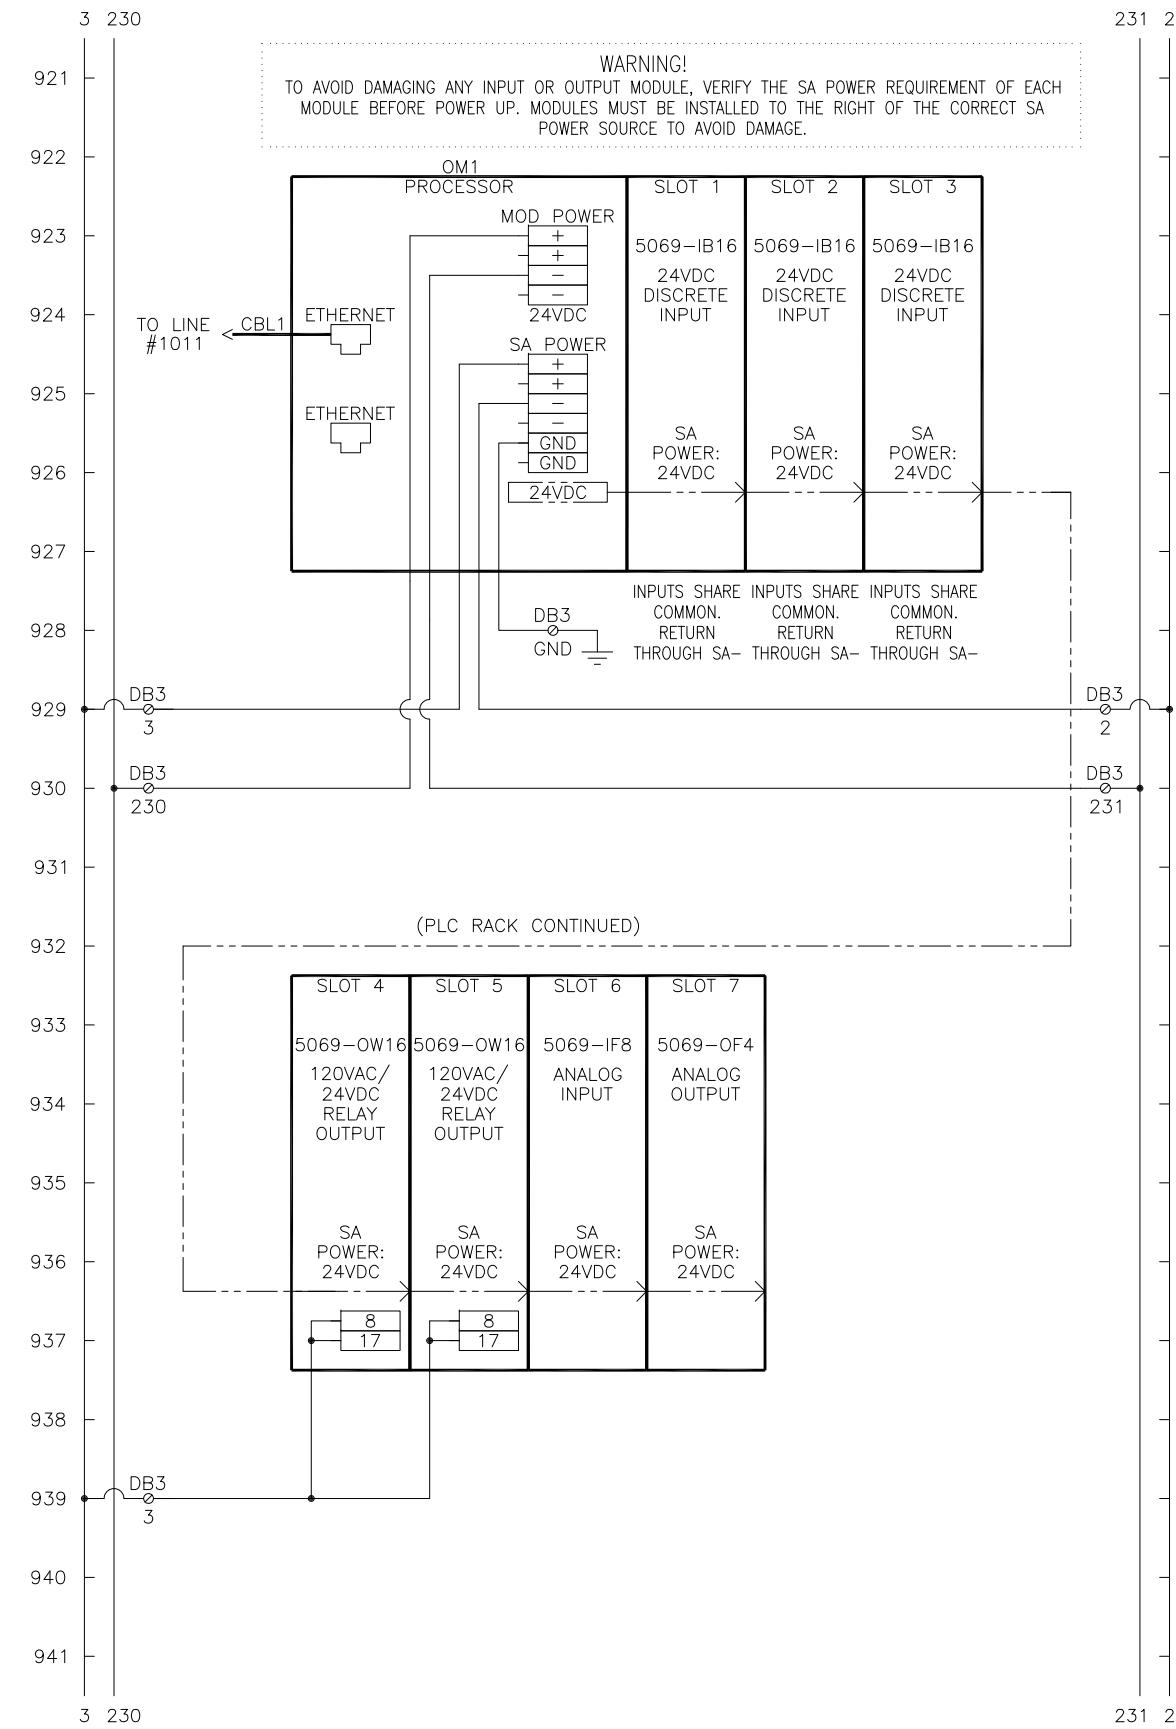 3 230
231 2
921
WARNING!
TO AVOID DAMAGING ANY INPUT OR OUTPUT MODULE, VERIFY THE SA POWER REQUIREMENT OF EACH
MODULE BEFORE POWER UP. MODULES MUST BE INSTALLED TO THE RIGHT OF THE CORRECT SA
POWER SOURCE TO AVOID DAMAGE.
922
OM1
PROCESSOR
SLOT 1
SLOT 2
SLOT 3
923
MOD POWER
+
+
-
-
24VDC
5069-IB16
24VDC
DISCRETE
INPUT
5069-IB16
24VDC
DISCRETE
INPUT
5069-IB16
24VDC
DISCRETE
INPUT
924
TO LINE
#1011
CBL1
ETHERNET
SA POWER
+
+
-
-
GND
GND
24VDC
925
ETHERNET
926
SA
POWER:
24VDC
SA
POWER:
24VDC
SA
POWER:
24VDC
927
INPUTS SHARE
COMMON.
RETURN
THROUGH SA-
INPUTS SHARE
COMMON.
RETURN
THROUGH SA-
INPUTS SHARE
COMMON.
RETURN
THROUGH SA-
928
DB3
GND
929
DB3
3
DB3
2
930
DB3
230
DB3
231
931
(PLC RACK CONTINUED)
932
SLOT 4
SLOT 5
SLOT 6
SLOT 7
933
5069-OW16
120VAC/
24VDC
RELAY
OUTPUT
5069-OW16
120VAC/
24VDC
RELAY
OUTPUT
5069-IF8
ANALOG
INPUT
5069-OF4
ANALOG
OUTPUT
934
935
936
SA
POWER:
24VDC
SA
POWER:
24VDC
SA
POWER:
24VDC
SA
POWER:
24VDC
937
8
17
8
17
938
939
DB3
3
940
941
3 230
231 2